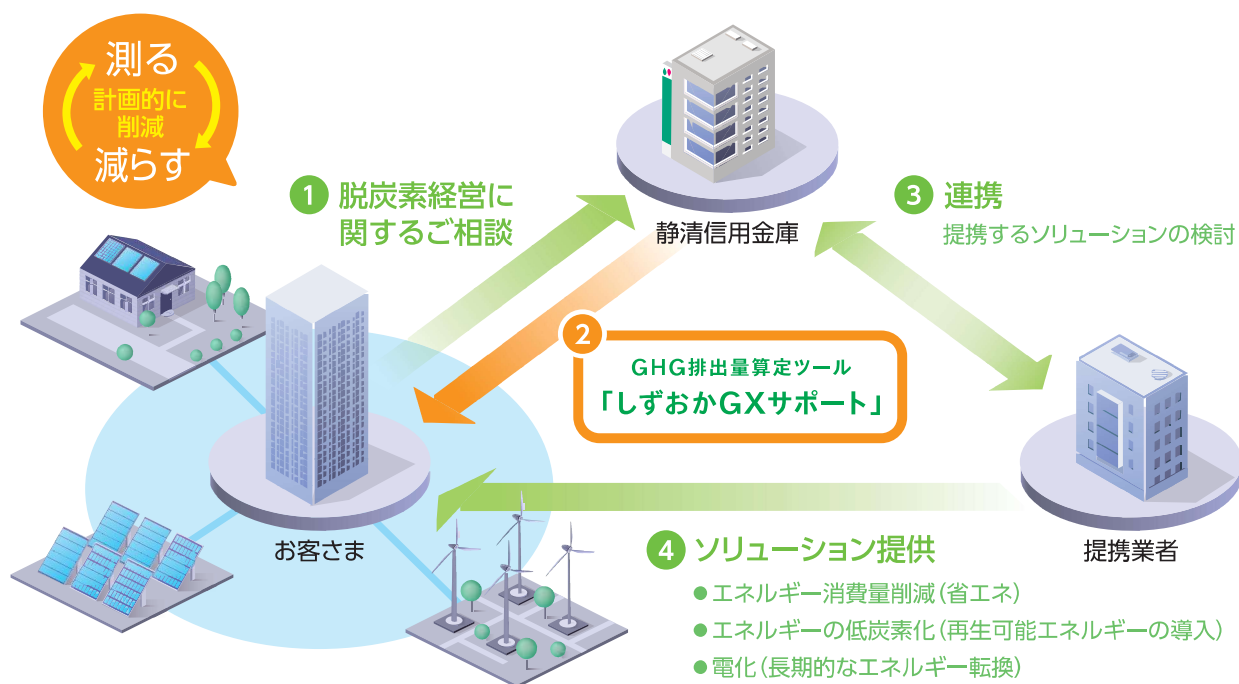 測る
計画的に
削減
減らす
1 脱炭素経営に
関するご相談
静清信用金庫
3 連携
提携するソリューションの検討
2
GHG排出量算定ツール
「しずおかGXサポート」
お客さま
提携業者
4 ソリューション提供
●エネルギー消費量削減(省エネ)
●エネルギーの低炭素化(再生可能エネルギーの導入)
●電化(長期的なエネルギー転換)